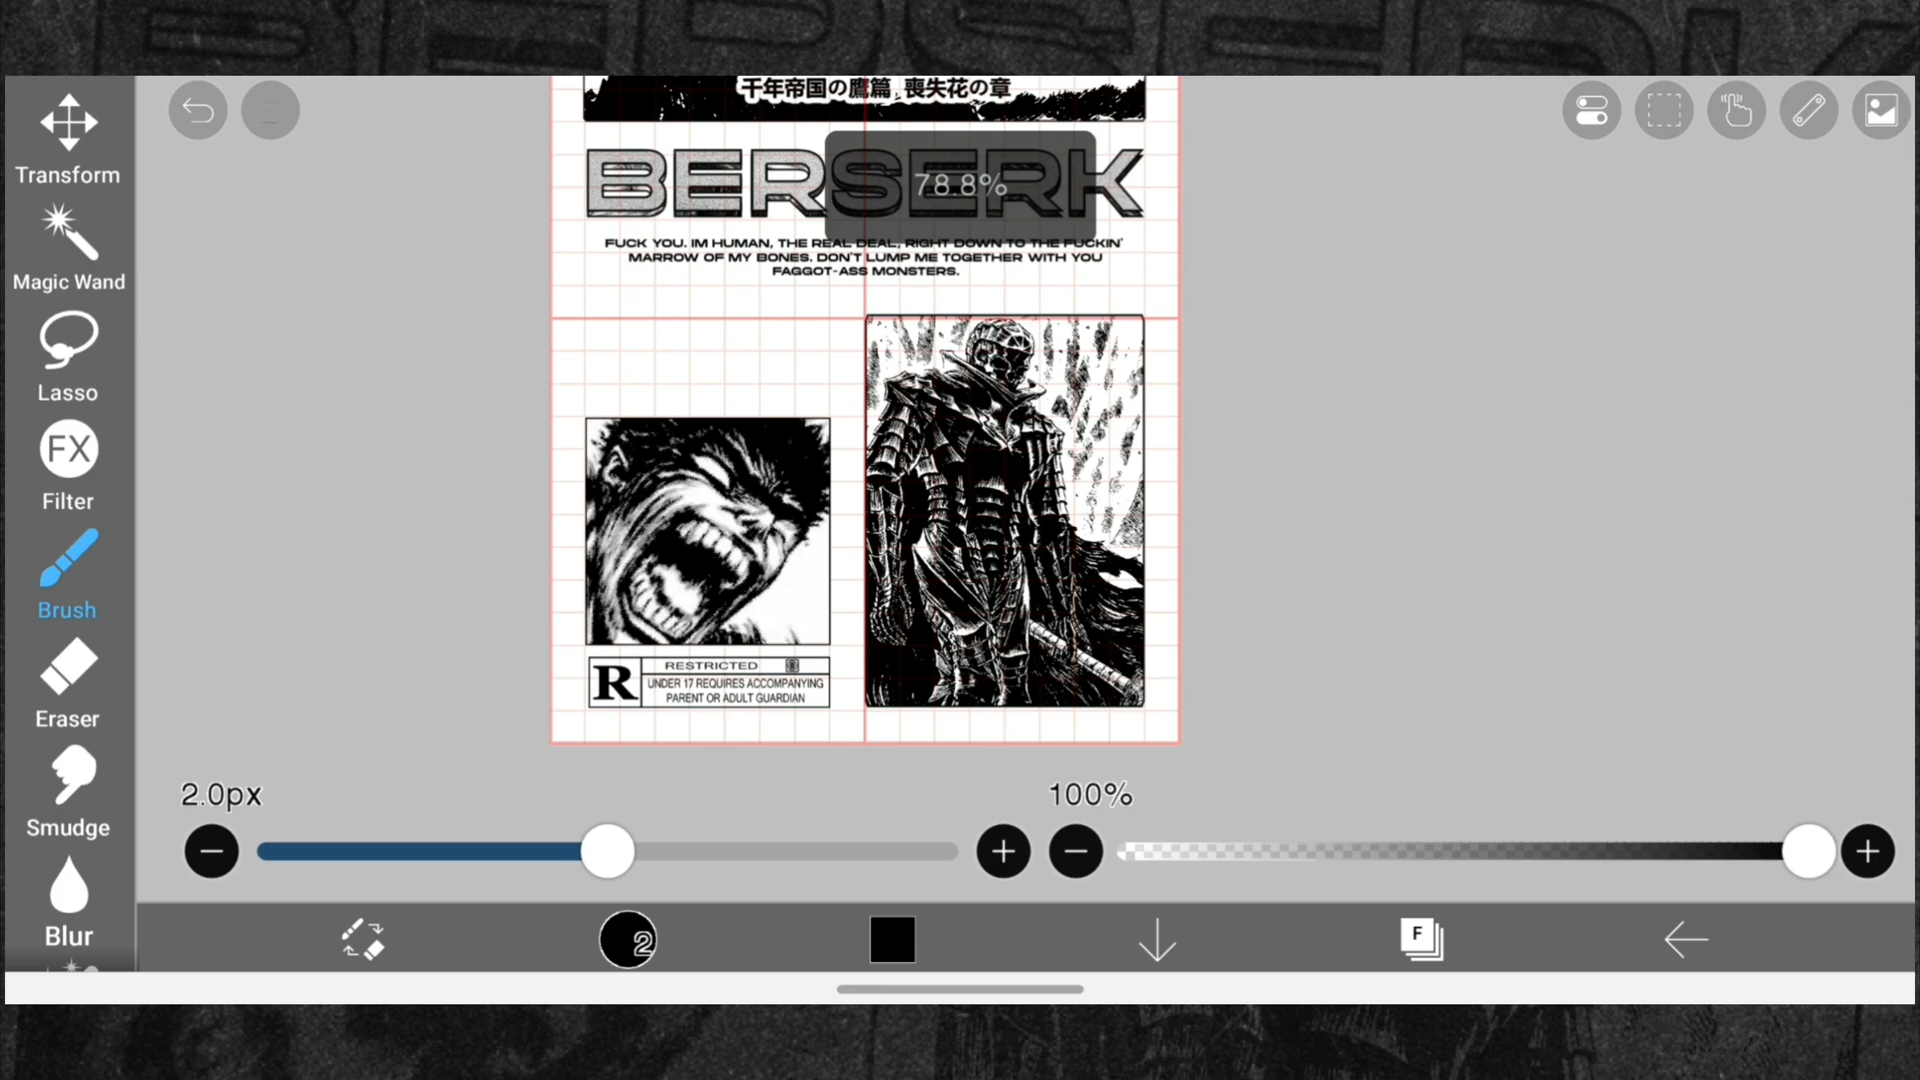 BERSERK
Transform
千年帝国の鷹篇 喪失花の章
BERSERK
78.8%
Magic Wand
FUCK YOU. IM HUMAN, THE REAL DEAL, RIGHT DOWN TO THE FUCKIN'
MARROW OF MY BONES. DON'T LUMP ME TOGETHER WITH YOU
FAGGOT-ASS MONSTERS.
Lasso
FX
Filter
Brush
R
RESTRICTED
UNDER 17 REQUIRES ACCOMPANYING
PARENT OR ADULT GUARDIAN
Eraser
Smudge
2.0px
100%
Blur
2
F